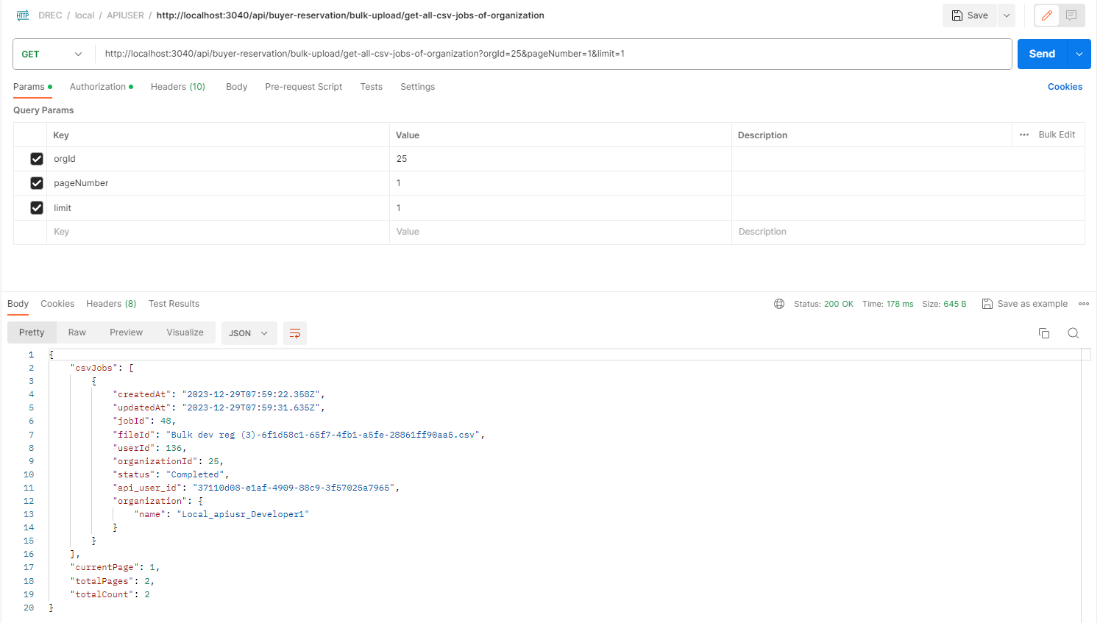 HTTP DREC / local / APIUSER / http://localhost:3040/api/buyer-reservation/bulk-upload/get-all-csv-jobs-of-organization Save
GET http://localhost:3040/api/buyer-reservation/bulk-upload/get-all-csv-jobs-of-organization?orgId=25&pageNumber=1&limit=1 Send
Params Authorization Headers (10) Body Pre-request Script Tests Settings Cookies
Query Params
Key Value Description ••• Bulk Edit
orgId 25
pageNumber 1
limit 1
Key Value Description
Body Cookies Headers (8) Test Results Status: 200 OK Time: 178 ms Size: 645 B Save as example •••
Pretty Raw Preview Visualize JSON
1 {
2 "csvJobs": [
3 {
4 "createdAt": "2023-12-29T07:59:22.358Z",
5 "updatedAt": "2023-12-29T07:59:31.635Z",
6 "jobId": 48,
7 "fileId": "Bulk dev reg (3)-6f1d58c1-65f7-4fb1-a5fe-28861ff90aa5.csv",
8 "userId": 136,
9 "organizationId": 25,
10 "status": "Completed",
11 "api_user_id": "37110d08-e1af-4909-88c9-3f57025a7965",
12 "organization": {
13 "name": "Local_apiusr_Developer1"
14 }
15 }
16 ],
17 "currentPage": 1,
18 "totalPages": 2,
19 "totalCount": 2
20 }